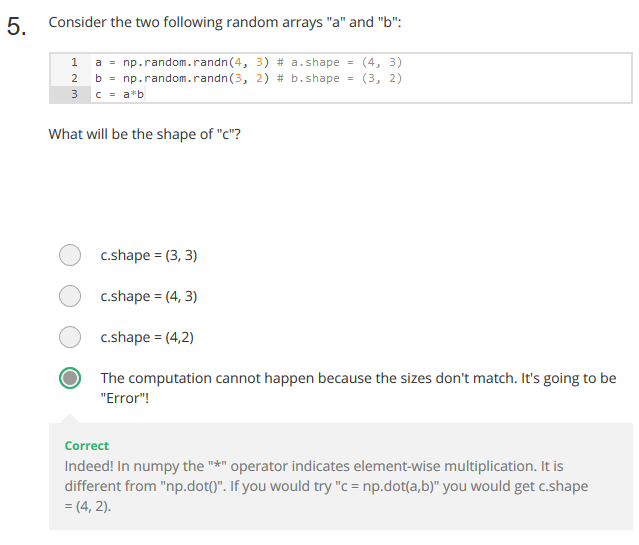 5. Consider the two following random arrays "a" and "b":
1 a = np.random.randn(4, 3) # a.shape = (4, 3)
2 b = np.random.randn(3, 2) # b.shape = (3, 2)
3 c = a*b
What will be the shape of "c"?
c.shape = (3, 3)
c.shape = (4, 3)
c.shape = (4,2)
The computation cannot happen because the sizes don't match. It's going to be
"Error"!
Correct
Indeed! In numpy the "*" operator indicates element-wise multiplication. It is
different from "np.dot()". If you would try "c = np.dot(a,b)" you would get c.shape
= (4, 2).